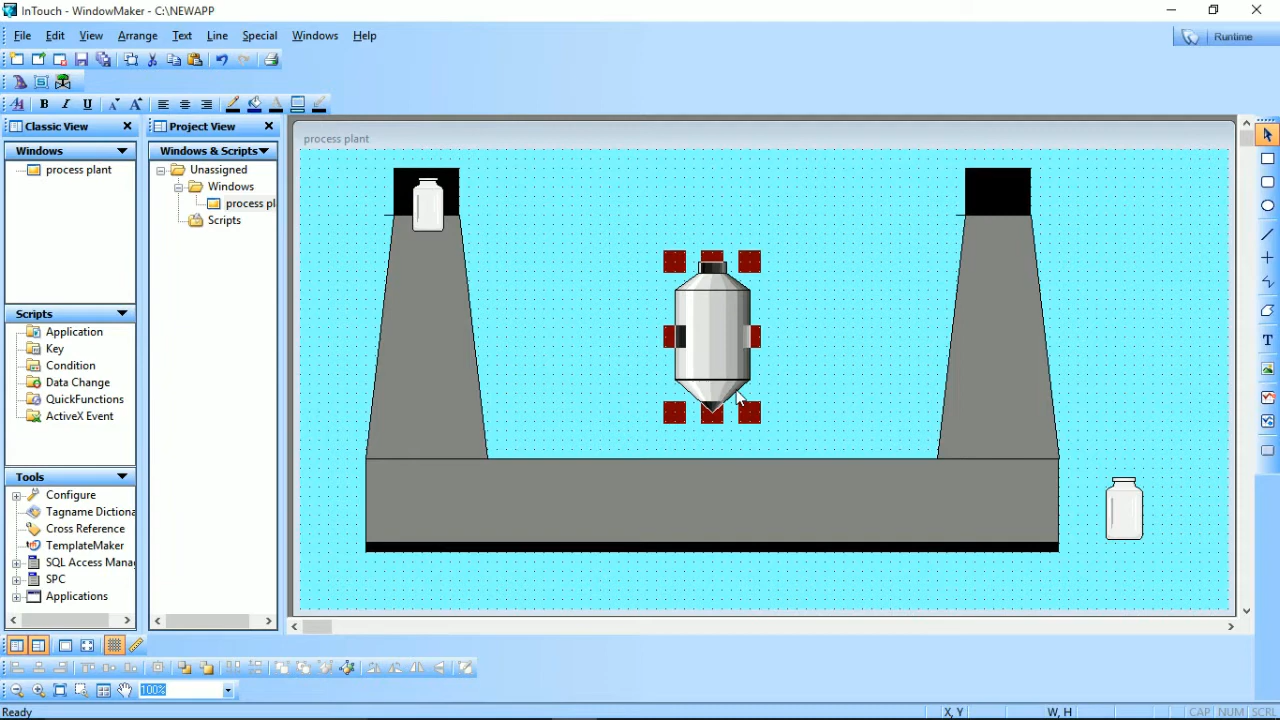 InTouch - WindowMaker - C:\NEWAPP
File Edit View Arrange Text Line Special Windows Help
Runtime
B I U
Classic View
Project View
process plant
Windows
Windows & Scripts
process plant
Unassigned
Windows
process pl
Scripts
Scripts
Application
Key
Condition
Data Change
QuickFunctions
ActiveX Event
Tools
Configure
Tagname Dictiona
Cross Reference
TemplateMaker
SQL Access Mana
SPC
Applications
T
100%
Ready
X, Y
W, H
CAP NUM SCRL